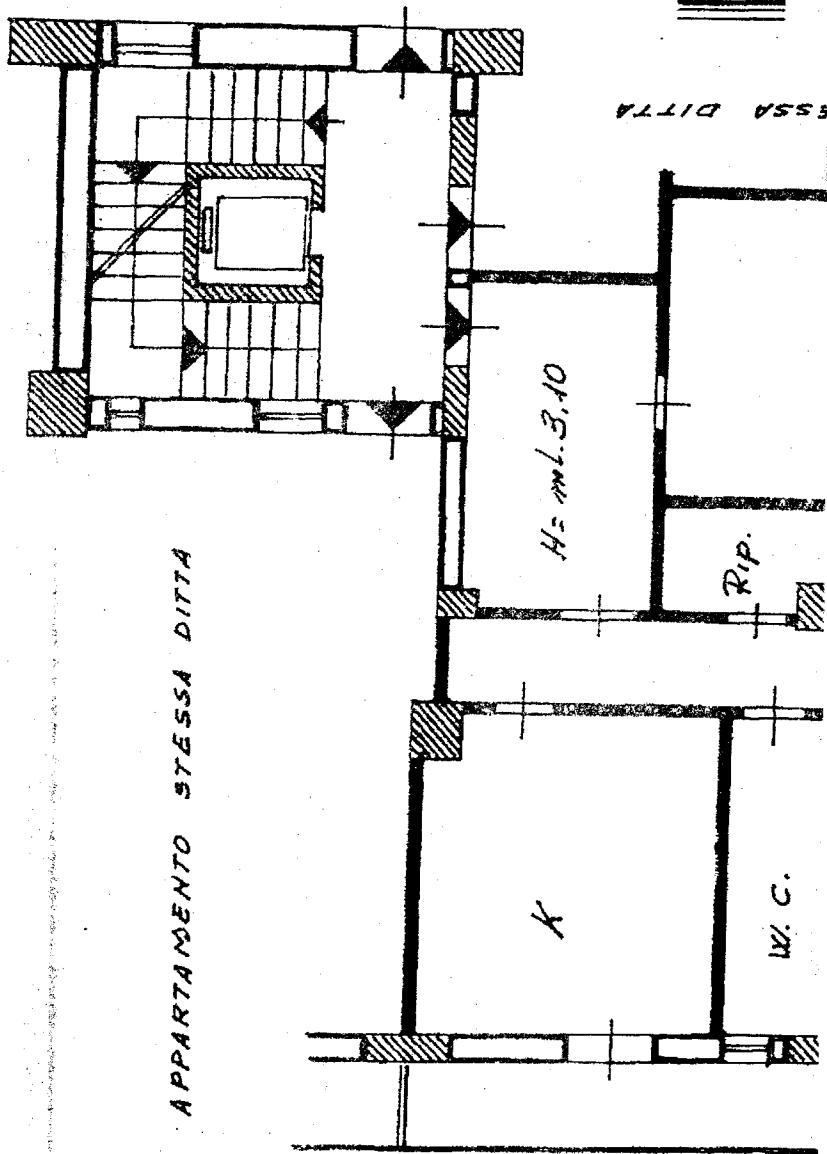 ESSA DITTA
H= ml. 3,10
Rip.
APPARTAMENTO STESSA DITTA
K
W.C.